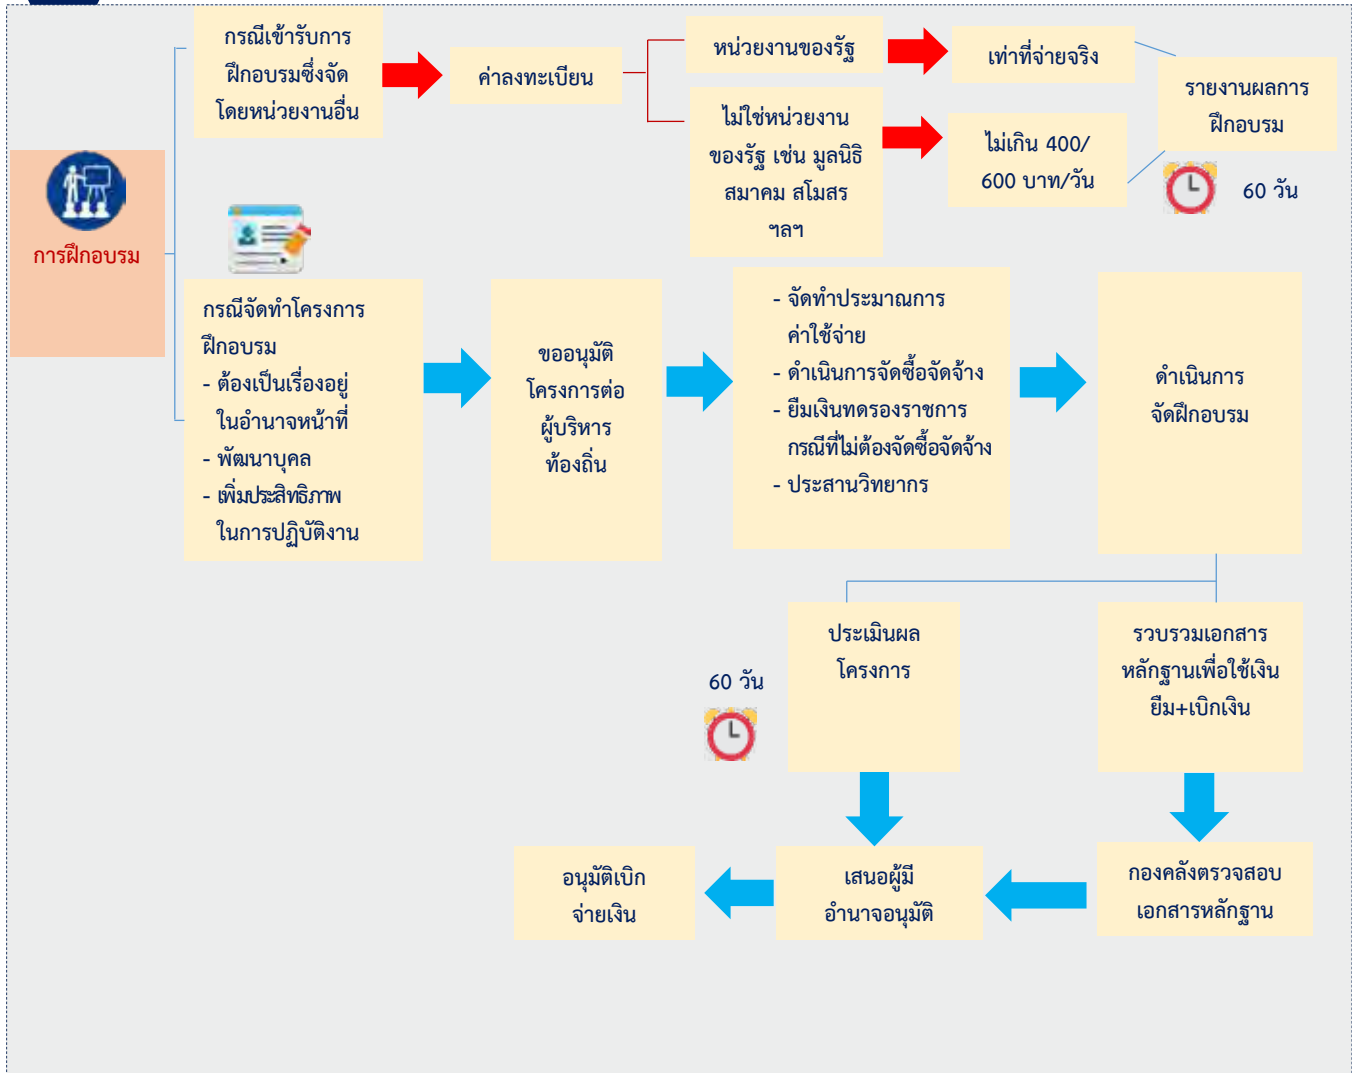 การฝึกอบรม
กรณีเข้ารับการ
ฝึกอบรมซึ่งจัด
โดยหน่วยงานอื่น
ค่าลงทะเบียน
หน่วยงานของรัฐ
เท่าที่จ่ายจริง
ไม่ใช่หน่วยงาน
ของรัฐ เช่น มูลนิธิ
สมาคม สโมสร
ฯลฯ
ไม่เกิน 400/
600 บาท/วัน
รายงานผลการ
ฝึกอบรม
60 วัน
กรณีจัดทำโครงการ
ฝึกอบรม
- ต้องเป็นเรื่องอยู่
ในอำนาจหน้าที่
- พัฒนาบุคล
- เพิ่มประสิทธิภาพ
ในการปฏิบัติงาน
ขออนุมัติ
โครงการต่อ
ผู้บริหาร
ท้องถิ่น
- จัดทำประมาณการ
ค่าใช้จ่าย
- ดำเนินการจัดซื้อจัดจ้าง
- ยืมเงินทดรองราชการ
กรณีที่ไม่ต้องจัดซื้อจัดจ้าง
- ประสานวิทยากร
ดำเนินการ
จัดฝึกอบรม
ประเมินผล
โครงการ
60 วัน
รวบรวมเอกสาร
หลักฐานเพื่อใช้เงิน
ยืม+เบิกเงิน
กองคลังตรวจสอบ
เอกสารหลักฐาน
เสนอผู้มี
อำนาจอนุมัติ
อนุมัติเบิก
จ่ายเงิน